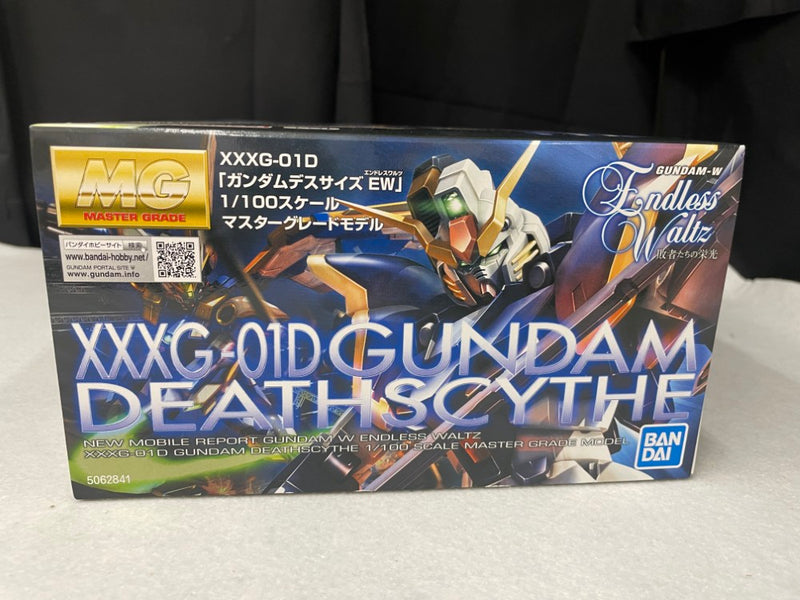 MG
MASTER GRADE
XXXG-01D
エンドレスワルツ
「ガンダムデスサイズ EW」
1/100スケール
マスターグレードモデル
バンダイホビーサイト 検索
www.bandai-hobby.net/
GUNDAM PORTAL SITE
www.gundam.info
GUNDAM-W
Endless
Waltz
敗者たちの栄光
XXXG-01D GUNDAM
DEATHSCYTHE
NEW MOBILE REPORT GUNDAM W ENDLESS WALTZ
XXXG-01D GUNDAM DEATHSCYTHE 1/100 SCALE MASTER GRADE MODEL
BAN
DAI
5062841